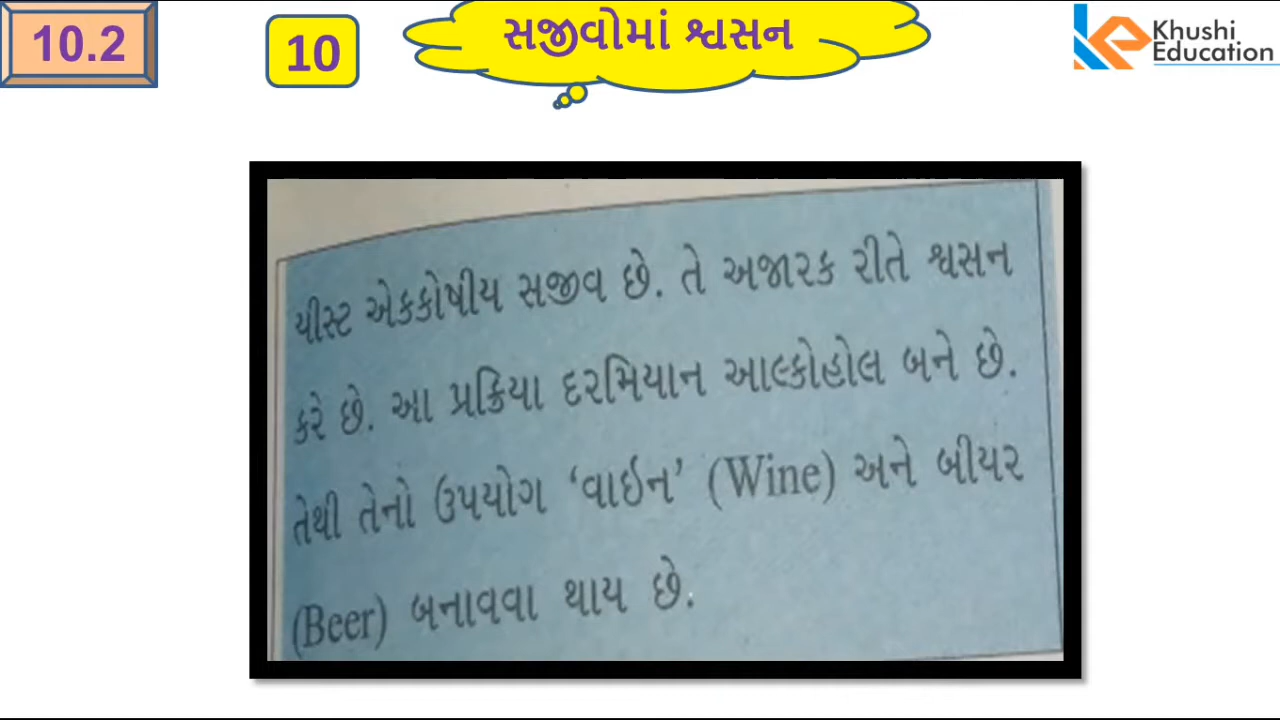 10.2
10
સજીવોમાં શ્વસન
Khushi
Education
યીસ્ટ એકકોષીય સજીવ છે. તે અજારક રીતે શ્વસન
કરે છે. આ પ્રક્રિયા દરમિયાન આલ્કોહોલ બને છે.
તેથી તેનો ઉપયોગ ‘વાઇન’ (Wine) અને બીયર
(Beer) બનાવવા થાય છે.